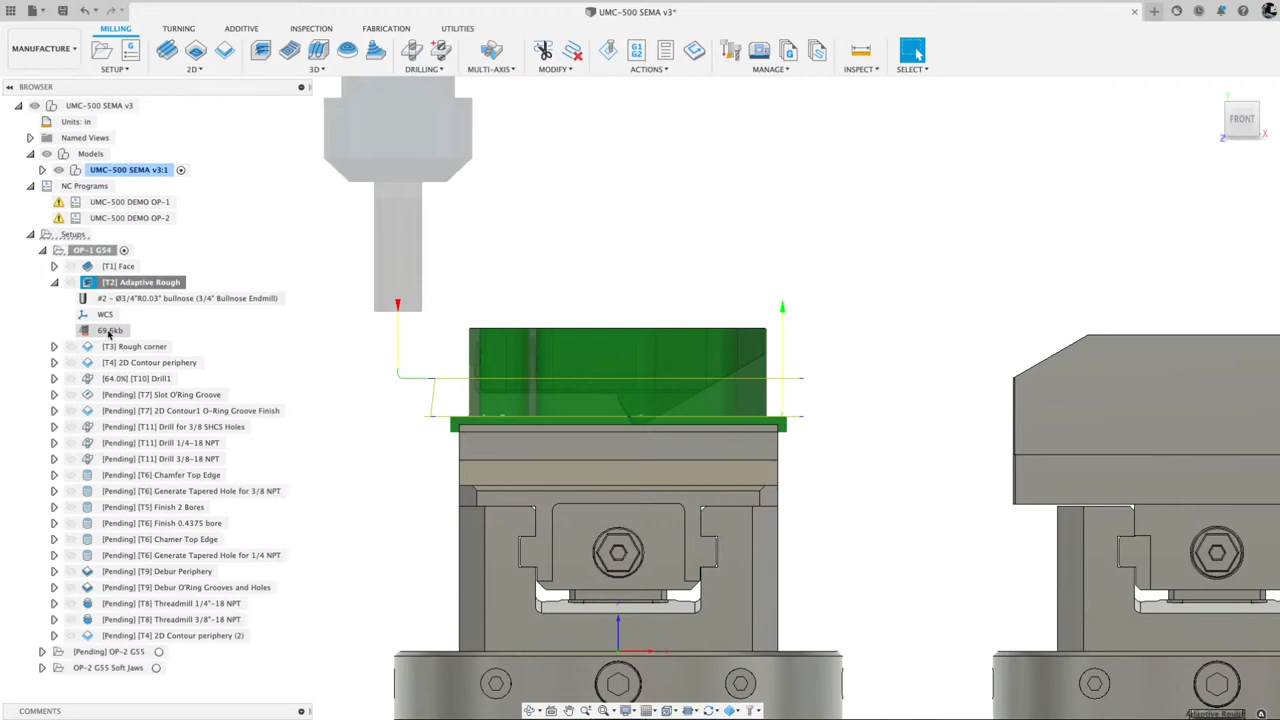 UMC-500 SEMA v3*
MILLING TURNING ADDITIVE INSPECTION FABRICATION UTILITIES
MANUFACTURE
G1 G2
SETUP 2D 3D DRILLING MULTI-AXIS MODIFY ACTIONS MANAGE INSPECT SELECT
BROWSER
UMC-500 SEMA v3
Units: in
Named Views
Models
UMC-500 SEMA v3:1
NC Programs
UMC-500 DEMO OP-1
UMC-500 DEMO OP-2
Setups
OP-1 G54
[T1] Face
[T2] Adaptive Rough
#2 - Ø3/4"R0.03" bullnose (3/4" Bullnose Endmill)
WCS
[T3] Rough corner
[T4] 2D Contour periphery
[64.0%] [T10] Drill1
[Pending] [T7] Slot O'Ring Groove
[Pending] [T7] 2D Contour1 O-Ring Groove Finish
[Pending] [T11] Drill for 3/8 SHCS Holes
[Pending] [T11] Drill 1/4-18 NPT
[Pending] [T11] Drill 3/8-18 NPT
[Pending] [T6] Chamfer Top Edge
[Pending] [T6] Generate Tapered Hole for 3/8 NPT
[Pending] [T5] Finish 2 Bores
[Pending] [T6] Finish 0.4375 bore
[Pending] [T6] Chamer Top Edge
[Pending] [T6] Generate Tapered Hole for 1/4 NPT
[Pending] [T9] Debur Periphery
[Pending] [T9] Debur O'Ring Grooves and Holes
[Pending] [T8] Threadmill 1/4"-18 NPT
[Pending] [T8] Threadmill 3/8"-18 NPT
[Pending] [T4] 2D Contour periphery (2)
[Pending] OP-2 G55
OP-2 G55 Soft Jaws
COMMENTS
FRONT
Y
Z
X
Adaptive Rough